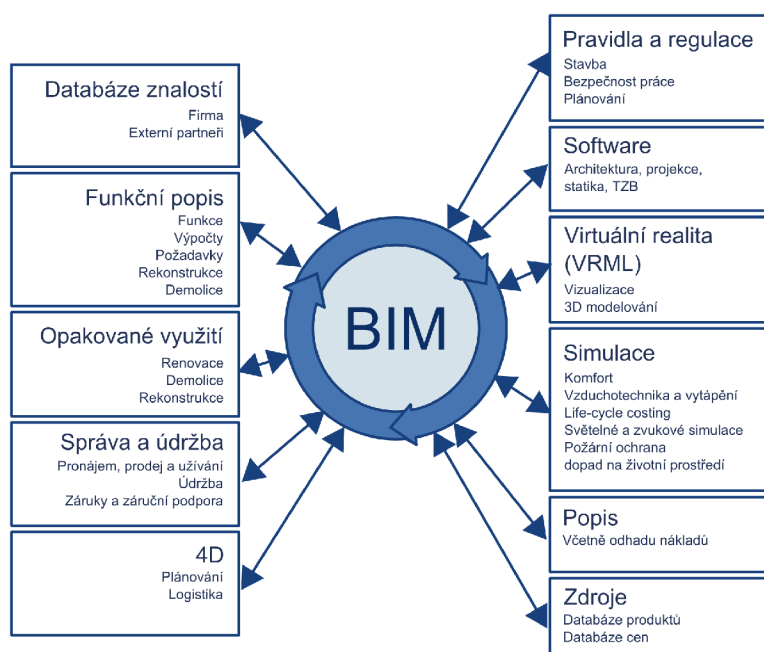 Databáze znalostí
Firma
Externí partneři
Funkční popis
Funkce
Výpočty
Požadavky
Rekonstrukce
Demolice
Opakované využití
Renovace
Demolice
Rekonstrukce
Správa a údržba
Pronájem, prodej a užívání
Údržba
Záruky a záruční podpora
4D
Plánování
Logistika
BIM
Pravidla a regulace
Stavba
Bezpečnost práce
Plánování
Software
Architektura, projekce,
statika, TZB
Virtuální realita
(VRML)
Vizualizace
3D modelování
Simulace
Komfort
Vzduchotechnika a vytápění
Life-cycle costing
Světelné a zvukové simulace
Požární ochrana
dopad na životní prostředí
Popis
Včetně odhadu nákladů
Zdroje
Databáze produktů
Databáze cen